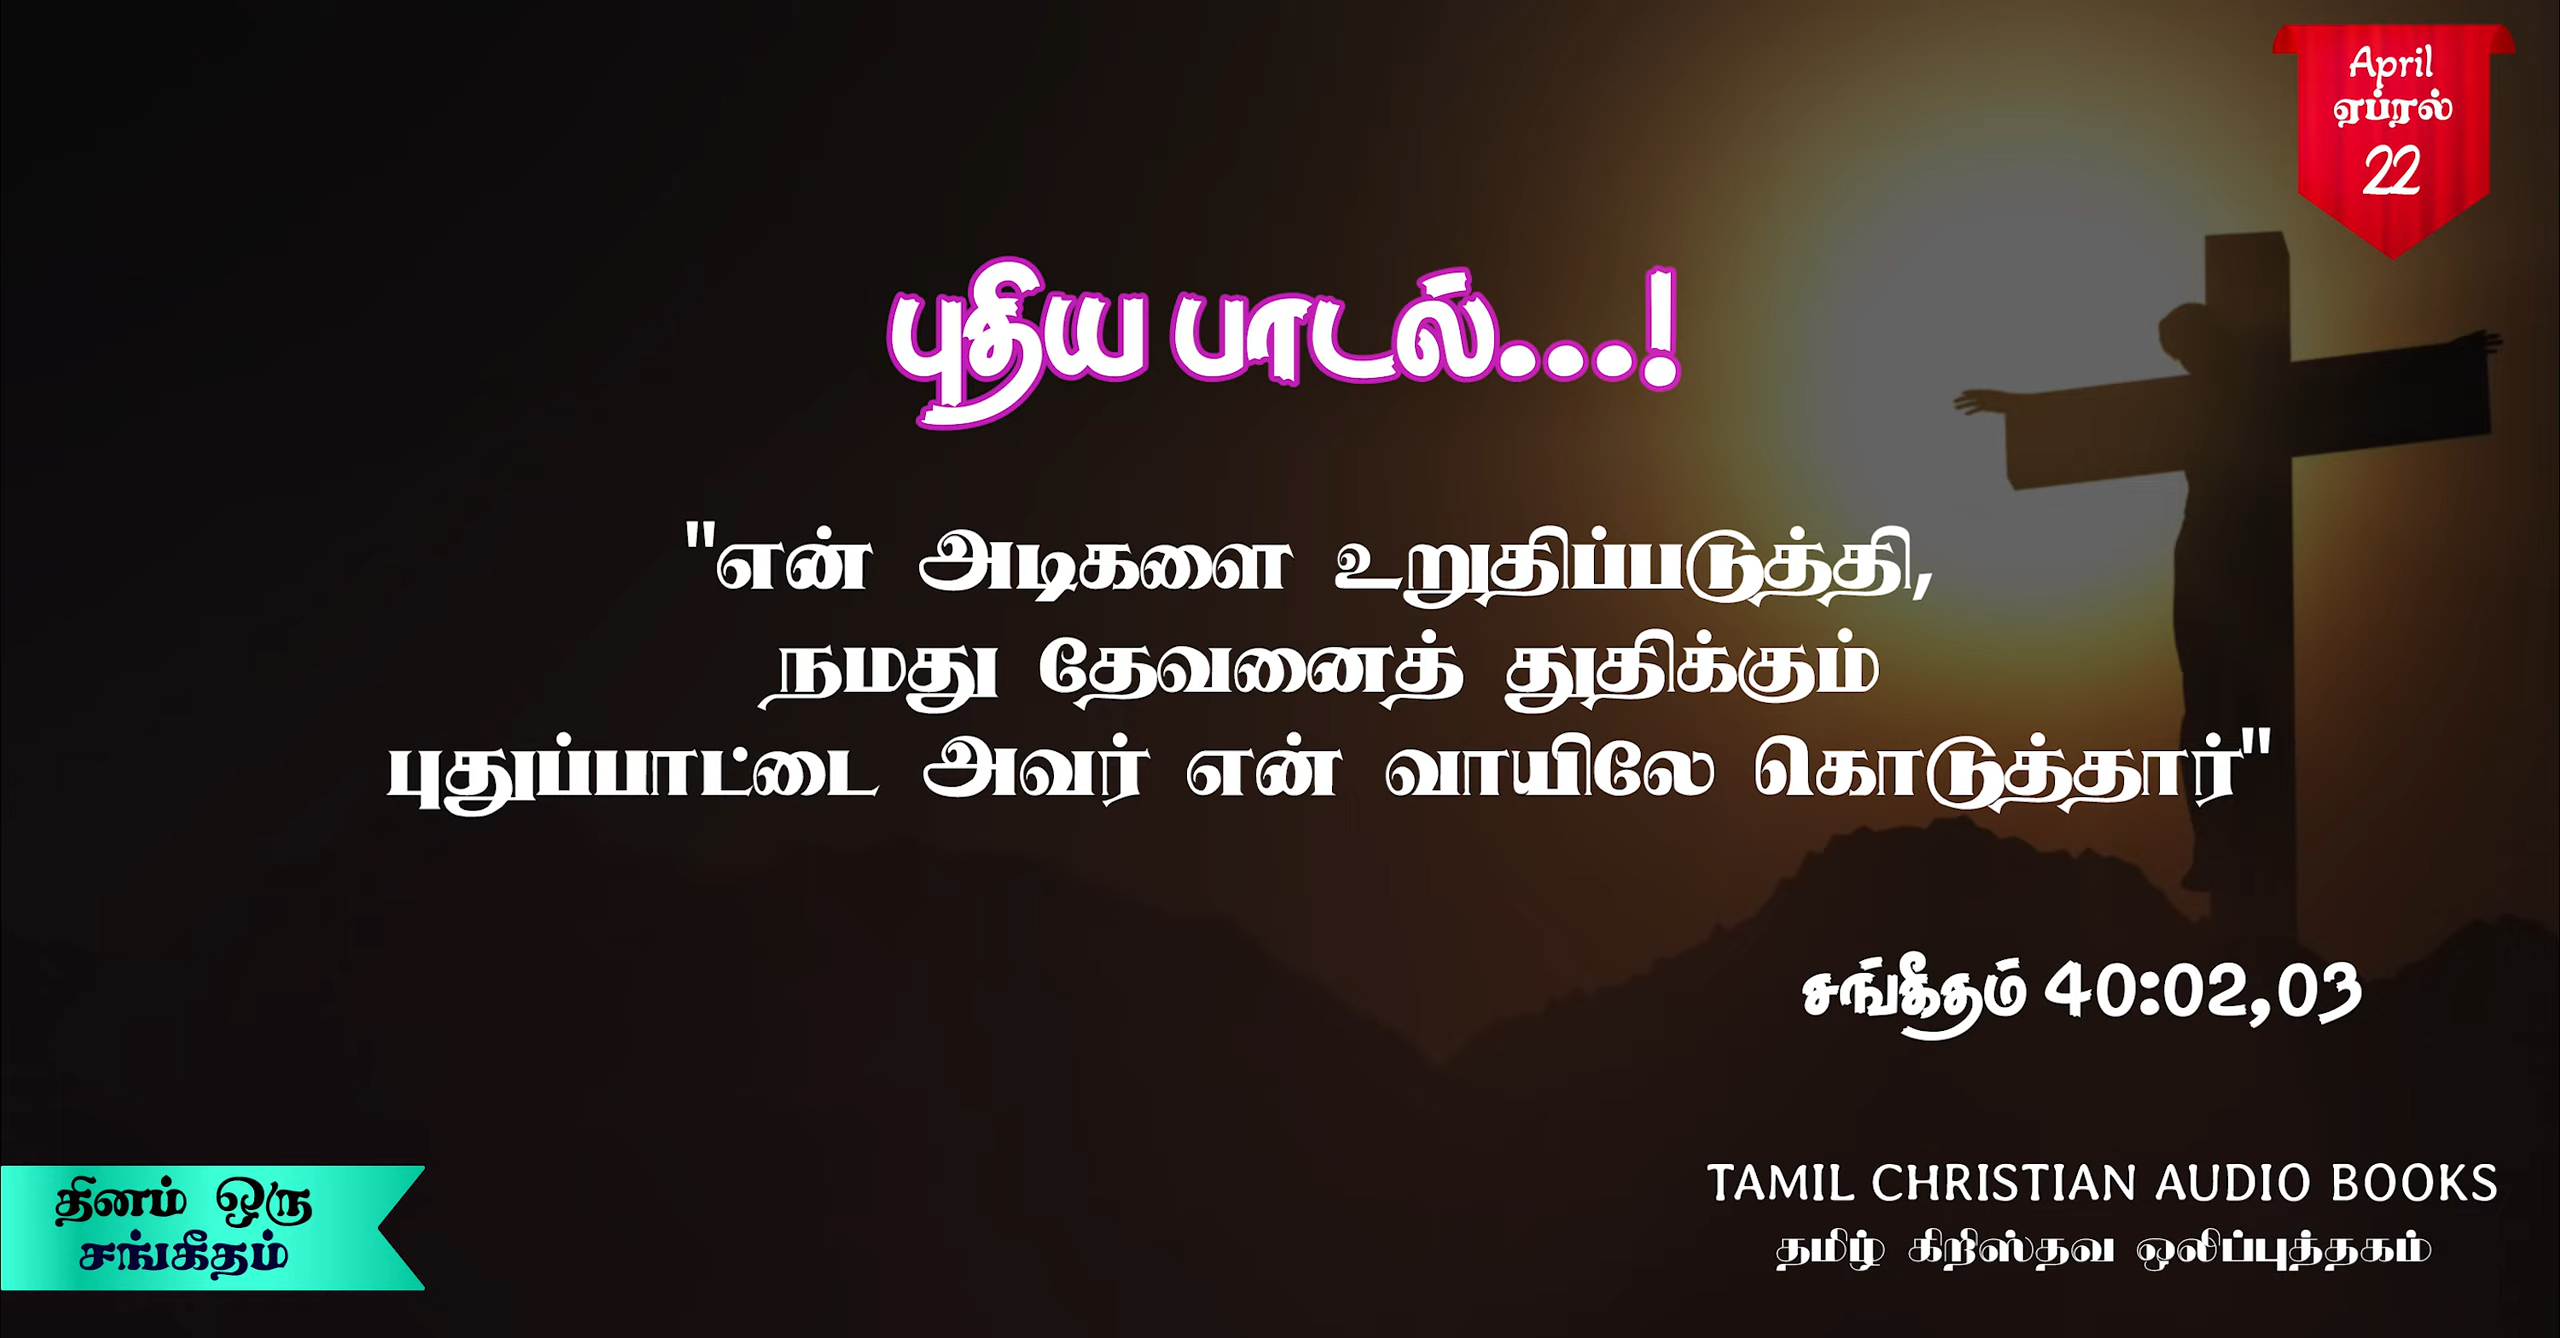 April
ஏப்ரல்
22
புதிய பாடல்...!
"என் அடிகளை உறுதிப்படுத்தி,
நமது தேவனைத் துதிக்கும்
புதுப்பாட்டை அவர் என் வாயிலே கொடுத்தார்"
சங்கீதம் 40:02,03
தினம் ஒரு
சங்கீதம்
TAMIL CHRISTIAN AUDIO BOOKS
தமிழ் கிறிஸ்தவ ஒலிப்புத்தகம்